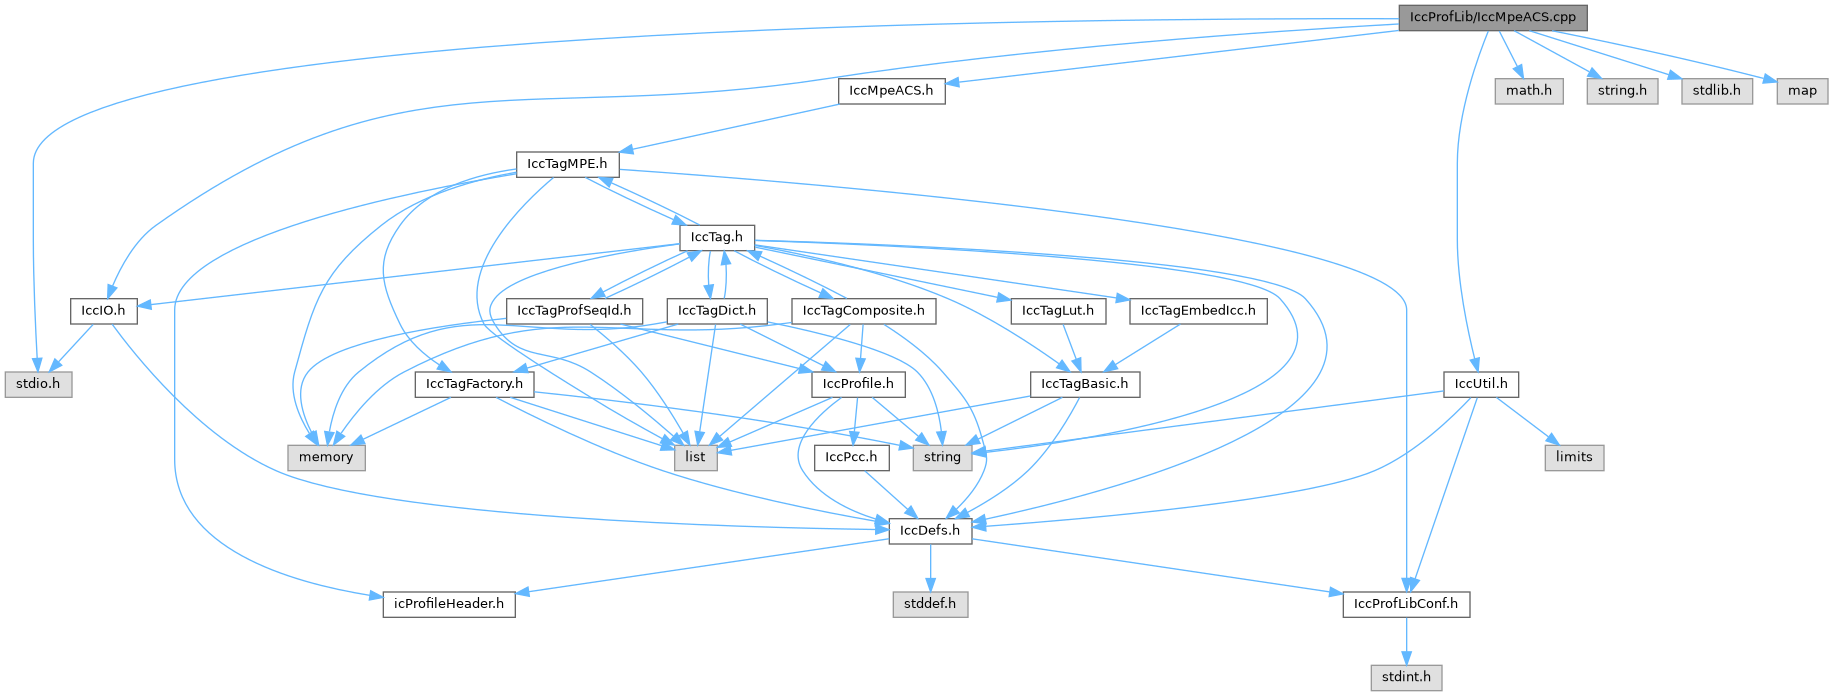 IccProfLib/IccMpeACS.cpp
IccMpeACS.h
math.h
string.h
stdlib.h
map
IccTagMPE.h
IccTag.h
IccIO.h
IccTagProfSeqId.h
IccTagDict.h
IccTagComposite.h
IccTagLut.h
IccTagEmbedIcc.h
stdio.h
IccTagFactory.h
IccProfile.h
IccTagBasic.h
IccUtil.h
memory
list
IccPcc.h
string
limits
IccDefs.h
icProfileHeader.h
stddef.h
IccProfLibConf.h
stdint.h